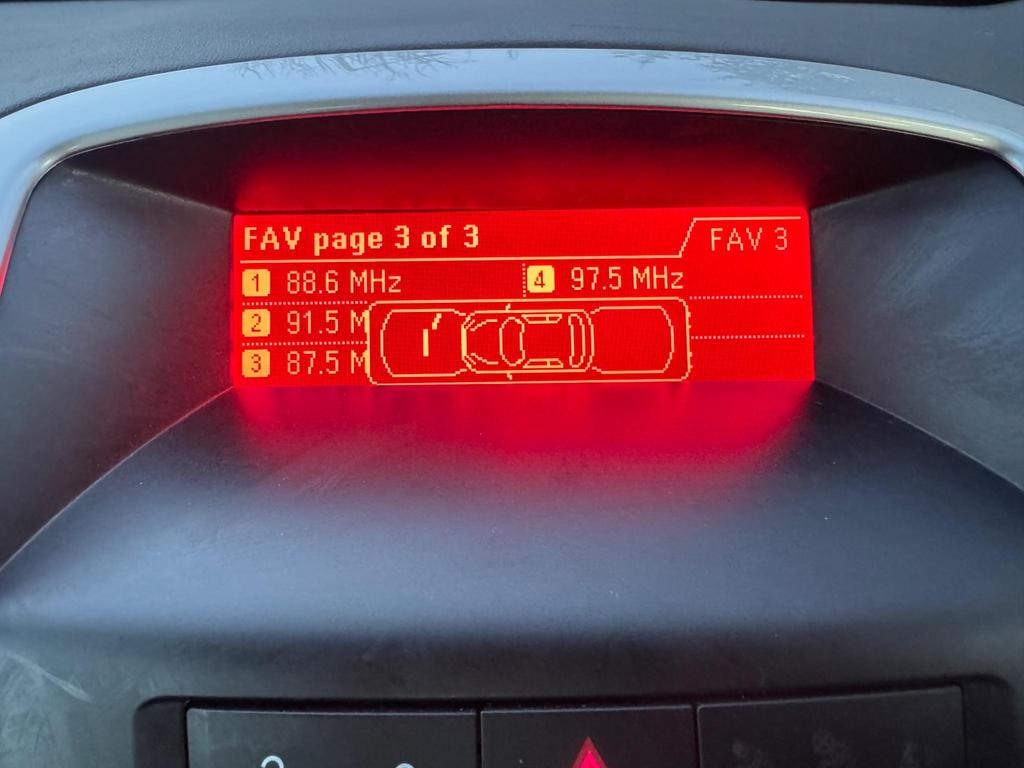 FAV page 3 of 3
FAV 3
1 88.6 MHz
4 97.5 MHz
2 91.5 M
3 87.5 M